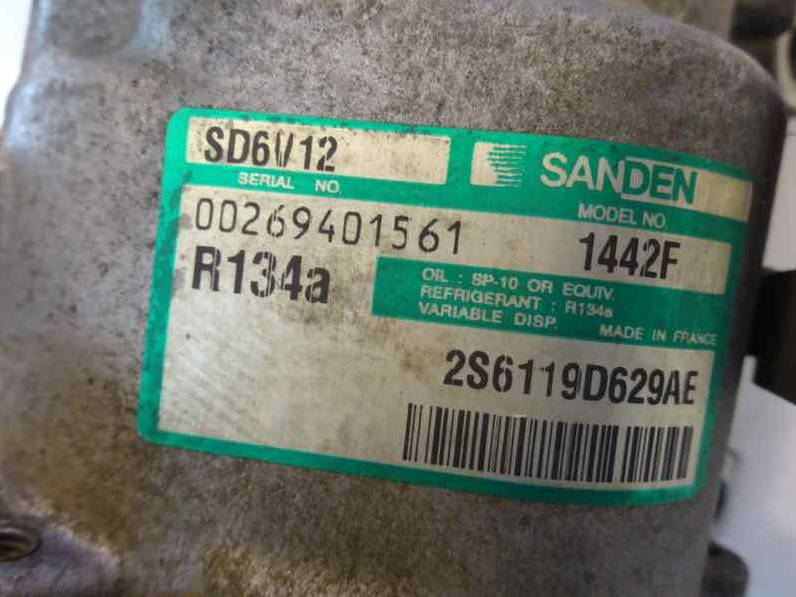 SD6V12
SANDEN
SERIAL NO.
MODEL NO.
00269401561
1442F
R134a
OIL : SP-10 OR EQUIV.
REFRIGERANT : R134a
VARIABLE DISP.
MADE IN FRANCE
2S6119D629AE